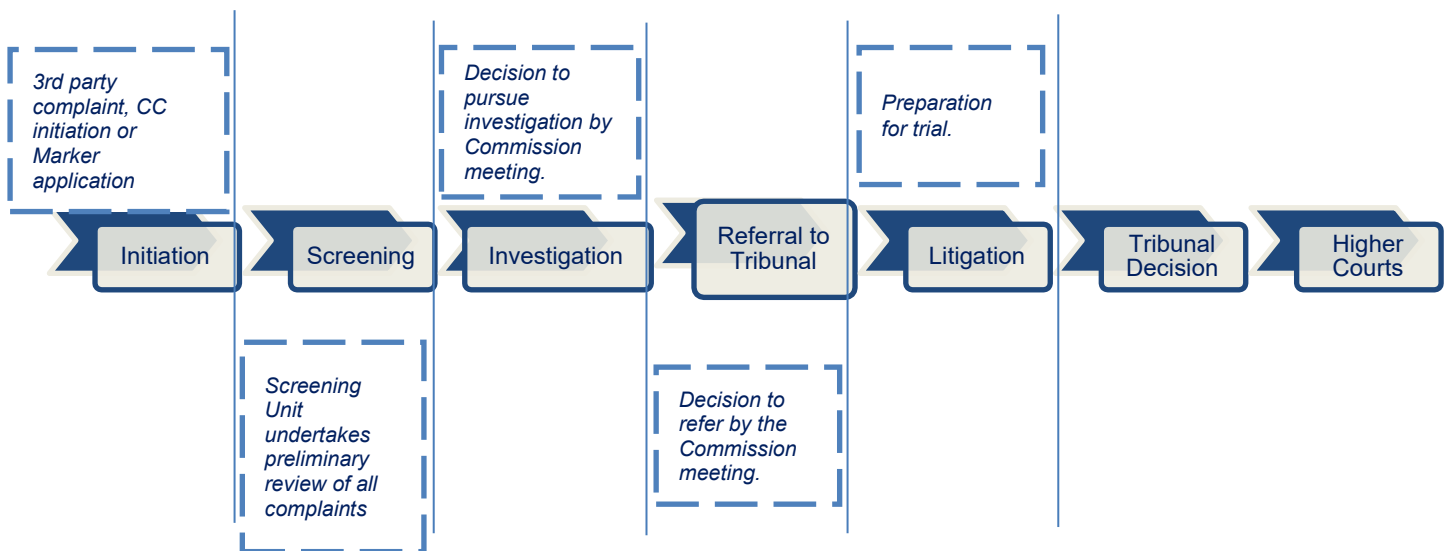 3rd party
complaint, CC
initiation or
Marker
application
Decision to
pursue
investigation by
Commission
meeting.
Preparation
for trial.
Initiation
Screening
Investigation
Referral to
Tribunal
Litigation
Tribunal
Decision
Higher
Courts
Screening
Unit
undertakes
preliminary
review of all
complaints
Decision to
refer by the
Commission
meeting.